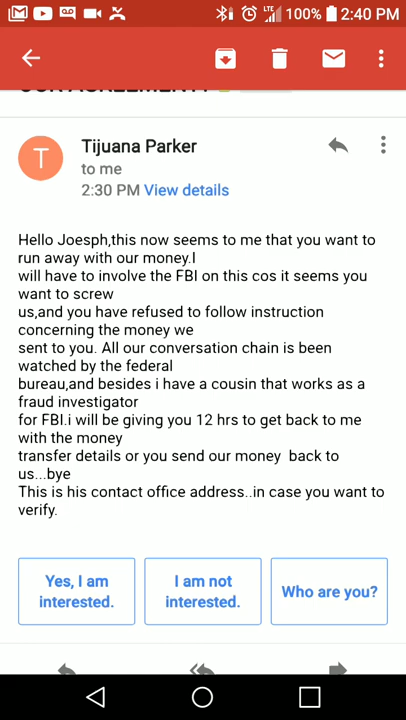 LTE 100% 2:40 PM
OUR AGREEMENT!
T
Tijuana Parker
to me
2:30 PM View details
Hello Joesph,this now seems to me that you want to
run away with our money.I
will have to involve the FBI on this cos it seems you
want to screw
us,and you have refused to follow instruction
concerning the money we
sent to you. All our conversation chain is been
watched by the federal
bureau,and besides i have a cousin that works as a
fraud investigator
for FBI.i will be giving you 12 hrs to get back to me
with the money
transfer details or you send our money  back to
us...bye
This is his contact office address..in case you want to
verify.
Yes, I am
interested.
I am not
interested.
Who are you?